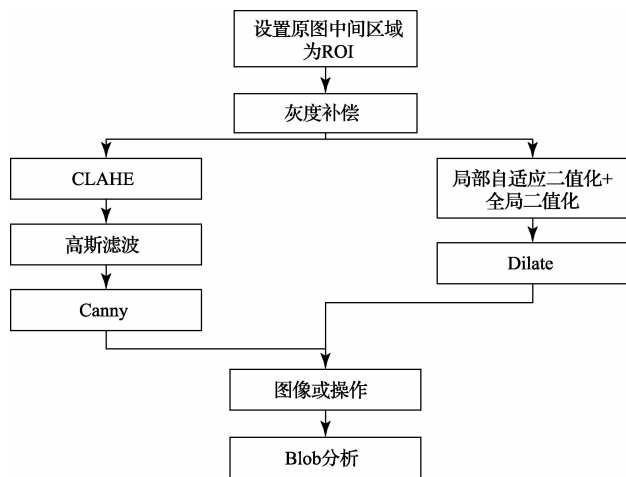 设置原图中间区域
为ROI
灰度补偿
CLAHE
高斯滤波
Canny
局部自适应二值化+
全局二值化
Dilate
图像或操作
Blob分析